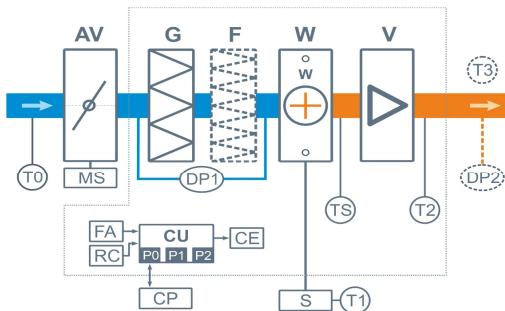 AV G F W V
W
T3
T0 MS DP1 TS T2 DP2
FA CU CE
RC P0 P1 P2
CP S T1